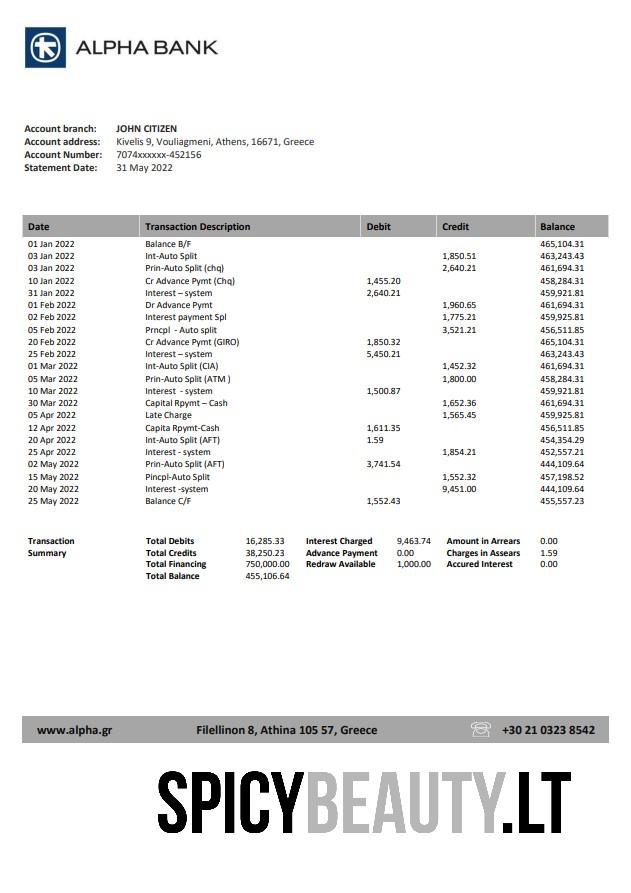 ALPHA BANK
Account branch: JOHN CITIZEN
Account address: Kivelis 9, Vouliagmeni, Athens, 16671, Greece
Account Number: 7074xxxxxx-452156
Statement Date: 31 May 2022
Date Transaction Description Debit Credit Balance
01 Jan 2022 Balance B/F 465,104.31
03 Jan 2022 Int-Auto Split 1,850.51 463,243.43
03 Jan 2022 Prin-Auto Split (chq) 2,640.21 461,694.31
10 Jan 2022 Cr Advance Pymt (Chq) 1,455.20 458,284.31
31 Jan 2022 Interest – system 2,640.21 459,921.81
01 Feb 2022 Dr Advance Pymt 1,960.65 461,694.31
02 Feb 2022 Interest payment Spl 1,775.21 459,925.81
05 Feb 2022 Prncpl - Auto split 3,521.21 456,511.85
20 Feb 2022 Cr Advance Pymt (GIRO) 1,850.32 465,104.31
25 Feb 2022 Interest – system 5,450.21 463,243.43
01 Mar 2022 Int-Auto Split (CIA) 1,452.32 461,694.31
05 Mar 2022 Prin-Auto Split (ATM ) 1,800.00 458,284.31
10 Mar 2022 Interest - system 1,500.87 459,921.81
30 Mar 2022 Capital Rpymt – Cash 1,652.36 461,694.31
05 Apr 2022 Late Charge 1,565.45 459,925.81
12 Apr 2022 Capita Rpymt-Cash 1,611.35 456,511.85
20 Apr 2022 Int-Auto Split (AFT) 1.59 454,354.29
25 Apr 2022 Interest - system 1,854.21 452,557.21
02 May 2022 Prin-Auto Split (AFT) 3,741.54 444,109.64
15 May 2022 Pincpl-Auto Split 1,552.32 457,198.52
20 May 2022 Interest -system 9,451.00 444,109.64
25 May 2022 Balance C/F 1,552.43 455,557.23
Transaction Total Debits 16,285.33 Interest Charged 9,463.74 Amount in Arrears 0.00
Summary Total Credits 38,250.23 Advance Payment 0.00 Charges in Assears 1.59
Total Financing 750,000.00 Redraw Available 1,000.00 Accured Interest 0.00
Total Balance 455,106.64
www.alpha.gr Filellinon 8, Athina 105 57, Greece +30 21 0323 8542
SPICYBEAUTY.LT